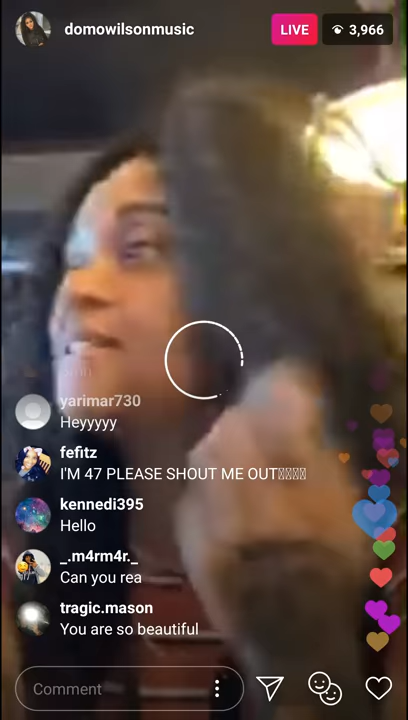 domowilsonmusic
LIVE
3,966
yarimar730
Heyyyyy
fefitz
I'M 47 PLEASE SHOUT ME OUT
kennedi395
Hello
_.m4rm4r._
Can you rea
tragic.mason
You are so beautiful
Comment